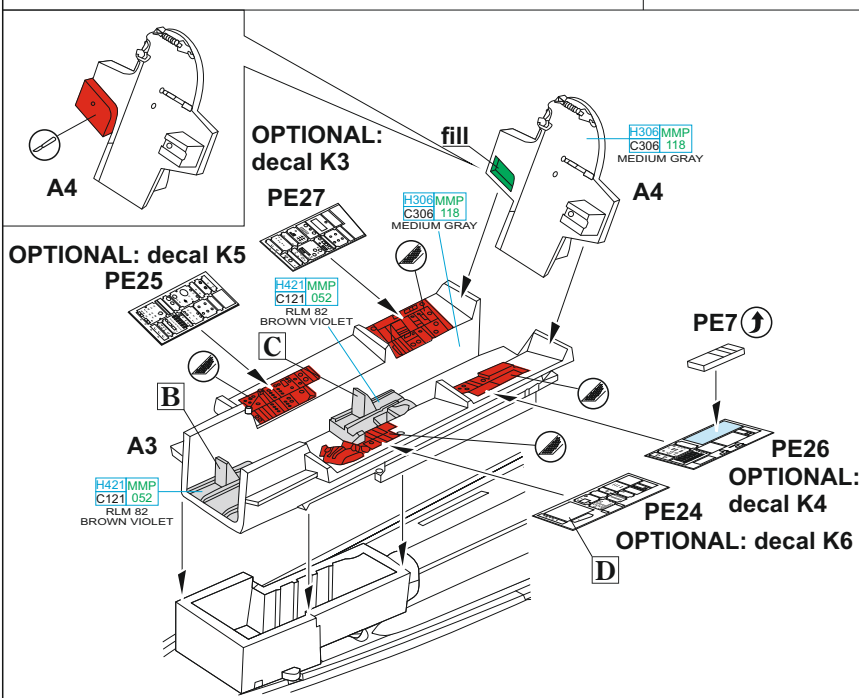 A4
OPTIONAL:
decal K3
PE27
fill
H306 MMP
C306 118
MEDIUM GRAY
A4
H306 MMP
C306 118
MEDIUM GRAY
OPTIONAL: decal K5
PE25
H421 MMP
C121 052
RLM 82
BROWN VIOLET
C
PE7
B
A3
H421 MMP
C121 052
RLM 82
BROWN VIOLET
PE26
OPTIONAL:
decal K4
PE24
OPTIONAL: decal K6
D